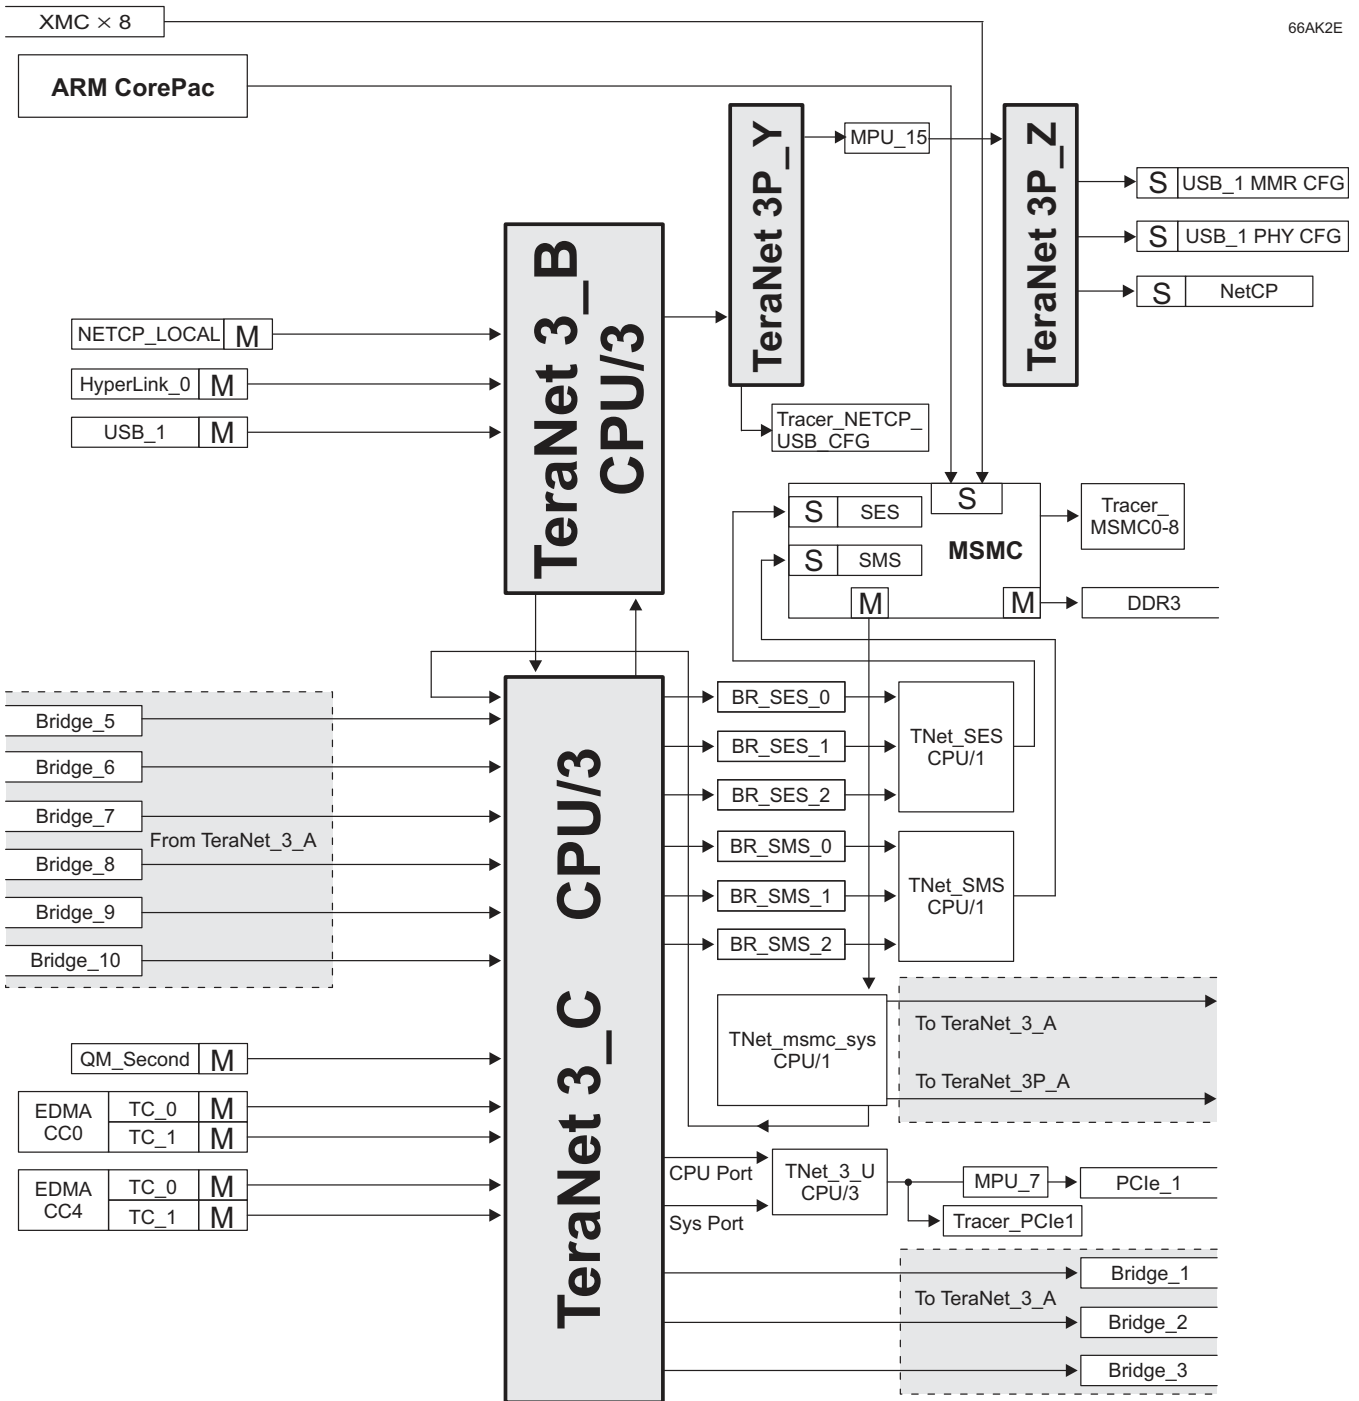 XMC × 8
66AK2E
ARM CorePac
TeraNet 3P_Y
MPU_15
TeraNet 3P_Z
S USB_1 MMR CFG
S USB_1 PHY CFG
S NetCP
TeraNet 3_B
CPU/3
NETCP_LOCAL M
HyperLink_0 M
USB_1 M
Tracer_NETCP_
USB_CFG
S
S SES
S SMS
MSMC
M
M
Tracer_
MSMC0-8
DDR3
Bridge_5
Bridge_6
Bridge_7
From TeraNet_3_A
Bridge_8
Bridge_9
Bridge_10
TeraNet 3_C CPU/3
BR_SES_0
BR_SES_1
BR_SES_2
TNet_SES
CPU/1
BR_SMS_0
BR_SMS_1
BR_SMS_2
TNet_SMS
CPU/1
TNet_msmc_sys
CPU/1
To TeraNet_3_A
To TeraNet_3P_A
QM_Second M
EDMA
CC0
TC_0 M
TC_1 M
EDMA
CC4
TC_0 M
TC_1 M
CPU Port
Sys Port
TNet_3_U
CPU/3
MPU_7
PCIe_1
Tracer_PCIe1
To TeraNet_3_A
Bridge_1
Bridge_2
Bridge_3